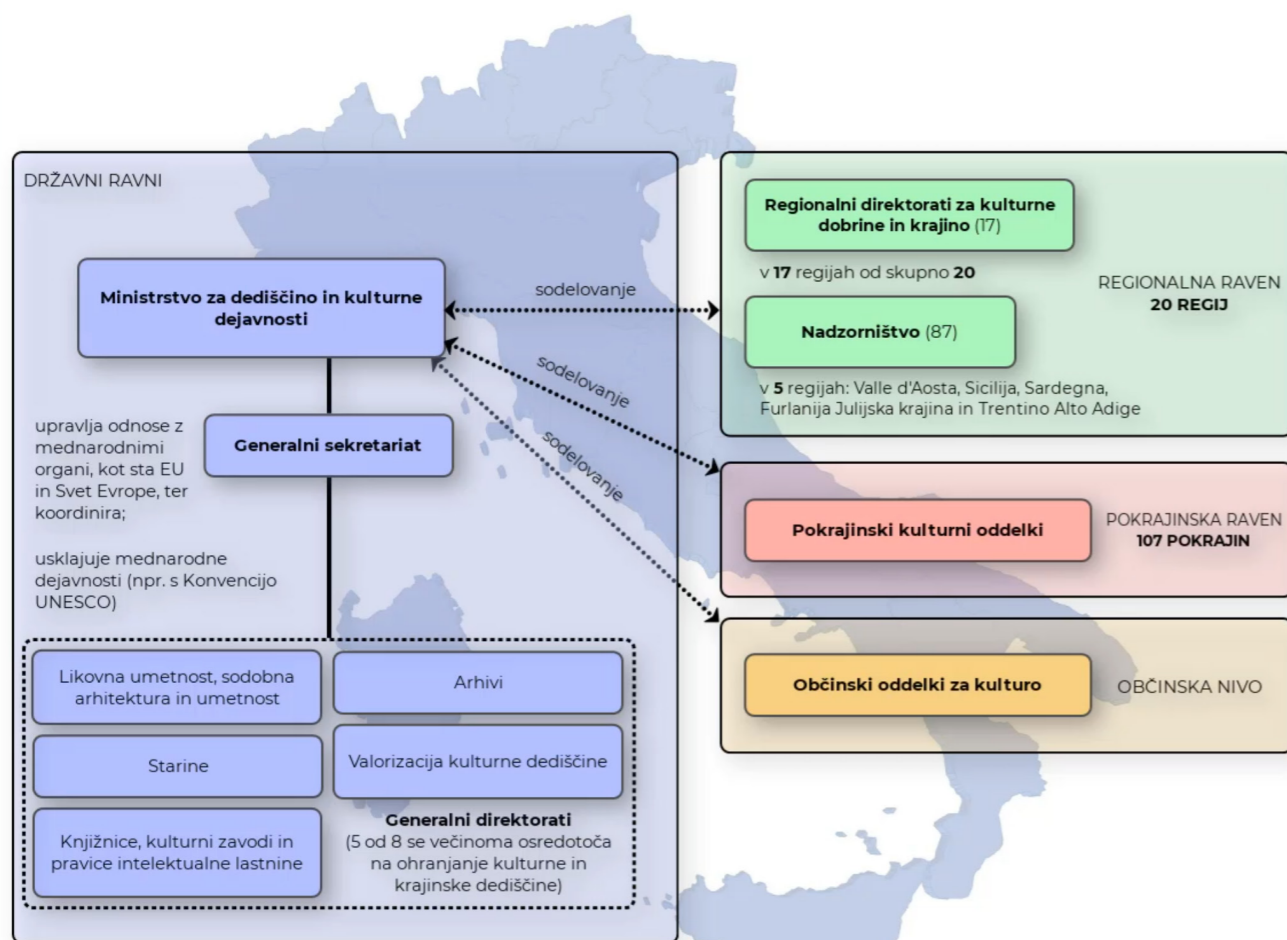 DRŽAVNI RAVNI
Ministrstvo za dediščino in kulturne
dejavnosti
upravlja odnose z
mednarodnimi
organi, kot sta EU
in Svet Evrope, ter
koordinira;
usklajuje mednarodne
dejavnosti (npr. s Konvencijo
UNESCO)
Generalni sekretariat
Likovna umetnost, sodobna
arhitektura in umetnost
Arhivi
Starine
Valorizacija kulturne dediščine
Knjižnice, kulturni zavodi in
pravice intelektualne lastnine
Generalni direktorati
(5 od 8 se večinoma osredotoča
na ohranjanje kulturne in
krajinske dediščine)
sodelovanje
sodelovanje
sodelovanje
Regionalni direktorati za kulturne
dobrine in krajino (17)
v 17 regijah od skupno 20
Nadzorništvo (87)
v 5 regijah: Valle d'Aosta, Sicilija, Sardegna,
Furlanija Julijska krajina in Trentino Alto Adige
REGIONALNA RAVEN
20 REGIJ
Pokrajinski kulturni oddelki
POKRAJINSKA RAVEN
107 POKRAJIN
Občinski oddelki za kulturo
OBČINSKA NIVO